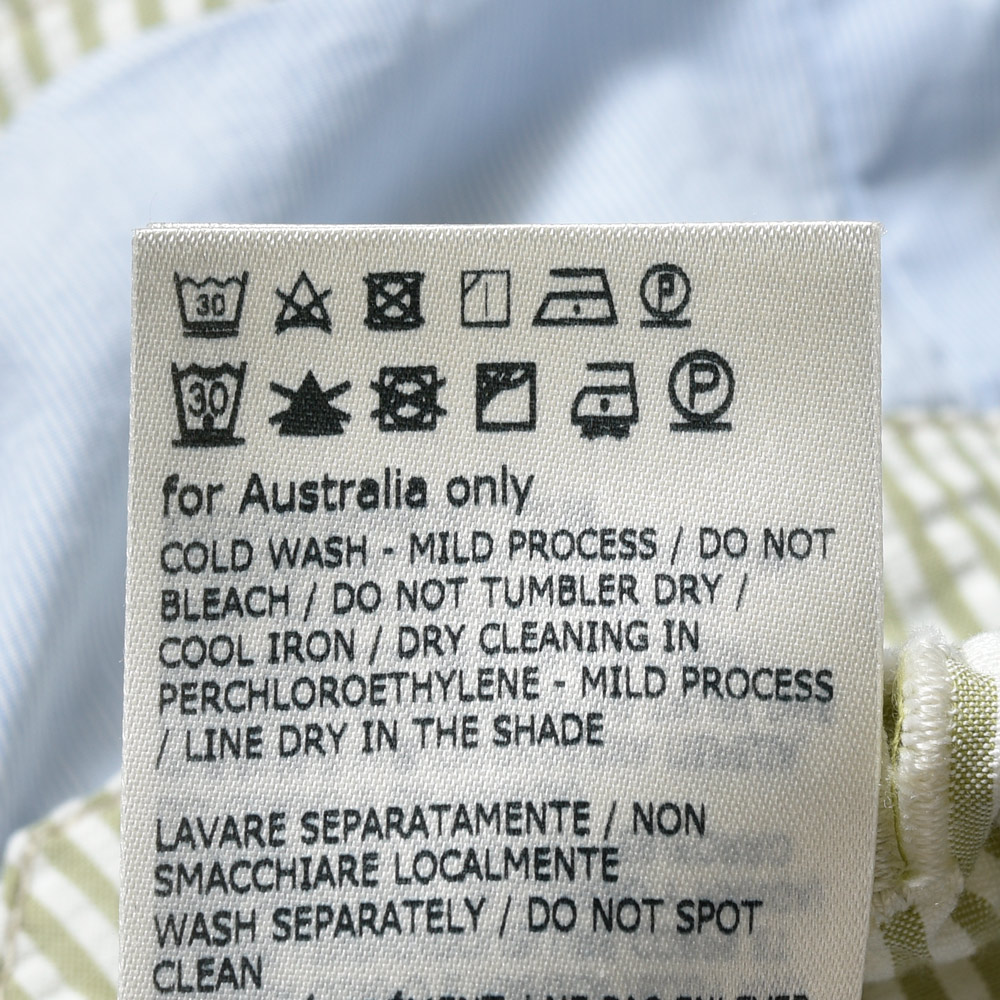 30 P
30 P
for Australia only
COLD WASH - MILD PROCESS / DO NOT
BLEACH / DO NOT TUMBLER DRY /
COOL IRON / DRY CLEANING IN
PERCHLOROETHYLENE - MILD PROCESS
/ LINE DRY IN THE SHADE
LAVARE SEPARATAMENTE / NON
SMACCHIARE LOCALMENTE
WASH SEPARATELY / DO NOT SPOT
CLEAN